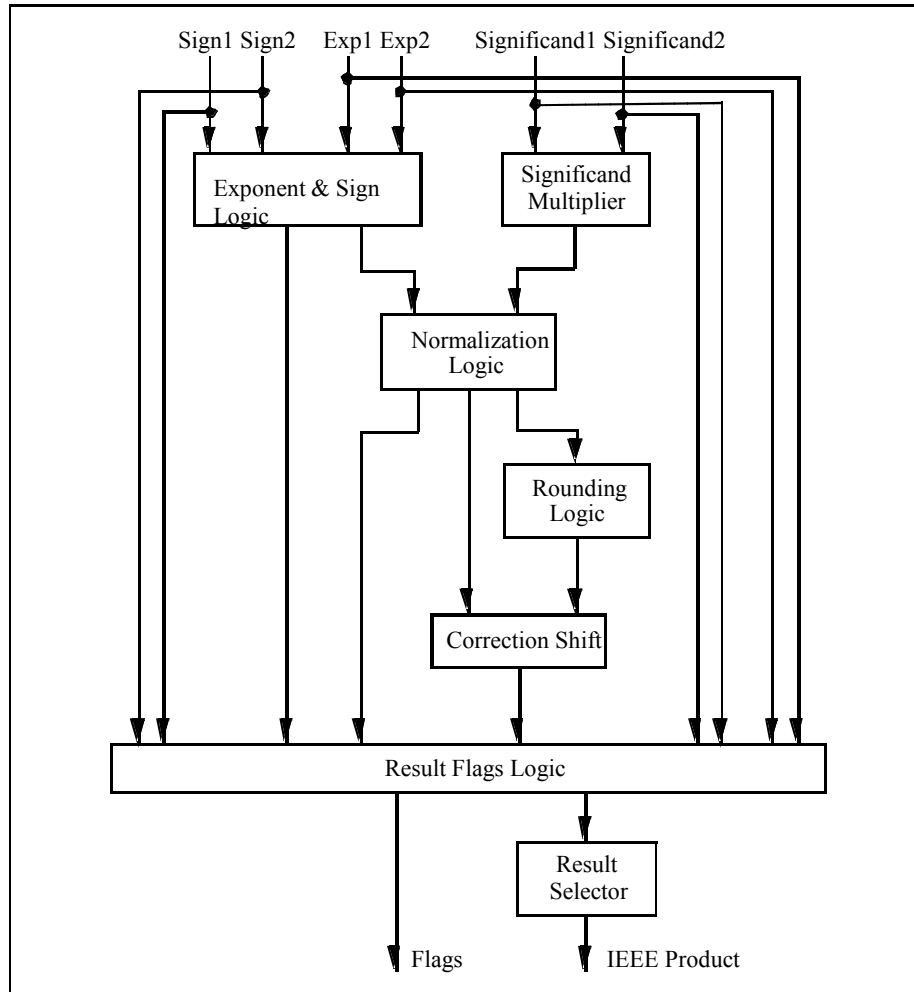 Sign1 Sign2 Exp1 Exp2 Significand1 Significand2
Exponent & Sign
Logic
Significand
Multiplier
Normalization
Logic
Rounding
Logic
Correction Shift
Result Flags Logic
Result
Selector
Flags
IEEE Product